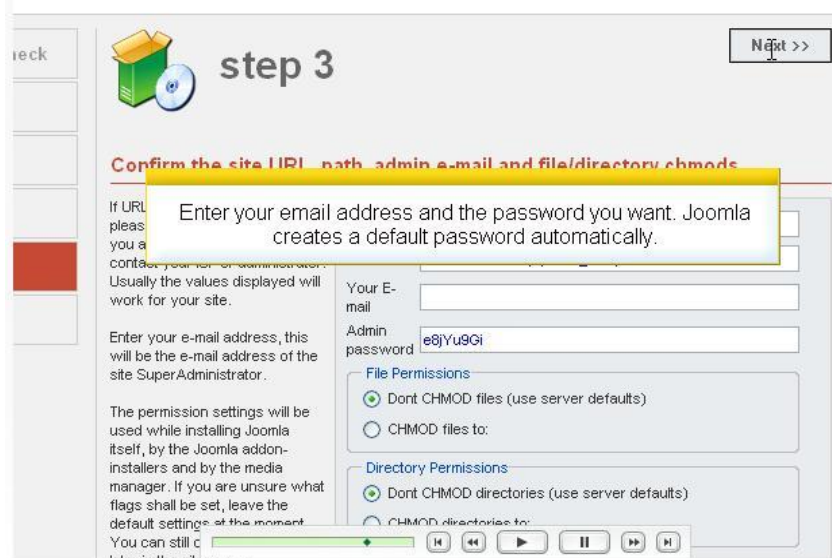 neck
step 3
Next >>
Confirm the site URL, path, admin e-mail and file/directory chmods
Enter your email address and the password you want. Joomla
creates a default password automatically.
If URL
pleas
you a
Usually the values displayed will
work for your site.
Enter your e-mail address, this
will be the e-mail address of the
site SuperAdministrator.
The permission settings will be
used while installing Joomla
itself, by the Joomla addon-
installers and by the media
manager. If you are unsure what
flags shall be set, leave the
default settings at the moment.
You can still c
Your E-
mail
Admin
password
e8jYu9Gi
File Permissions
Dont CHMOD files (use server defaults)
CHMOD files to:
Directory Permissions
Dont CHMOD directories (use server defaults)
CHMOD directories to: